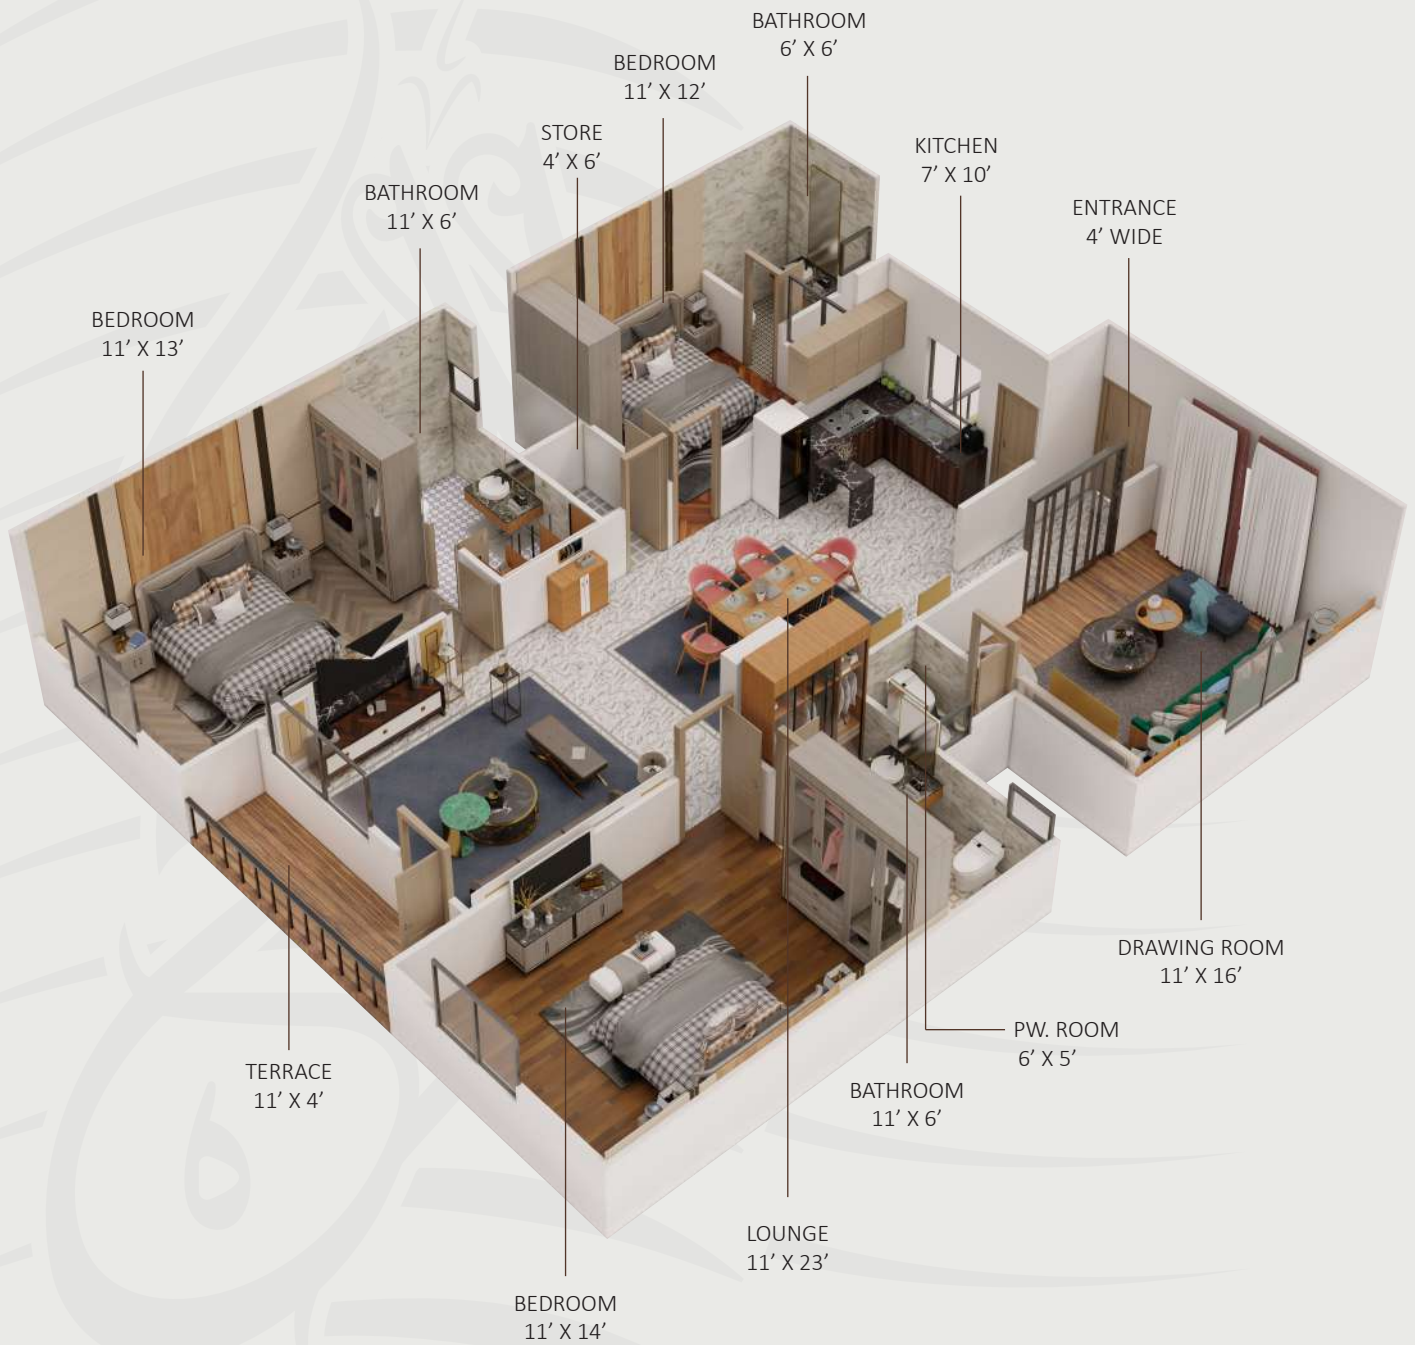 BATHROOM
6’ X 6’
BEDROOM
11’ X 12’
STORE
4’ X 6’
KITCHEN
7’ X 10’
BATHROOM
11’ X 6’
ENTRANCE
4’ WIDE
BEDROOM
11’ X 13’
DRAWING ROOM
11’ X 16’
PW. ROOM
6’ X 5’
TERRACE
11’ X 4’
BATHROOM
11’ X 6’
LOUNGE
11’ X 23’
BEDROOM
11’ X 14’